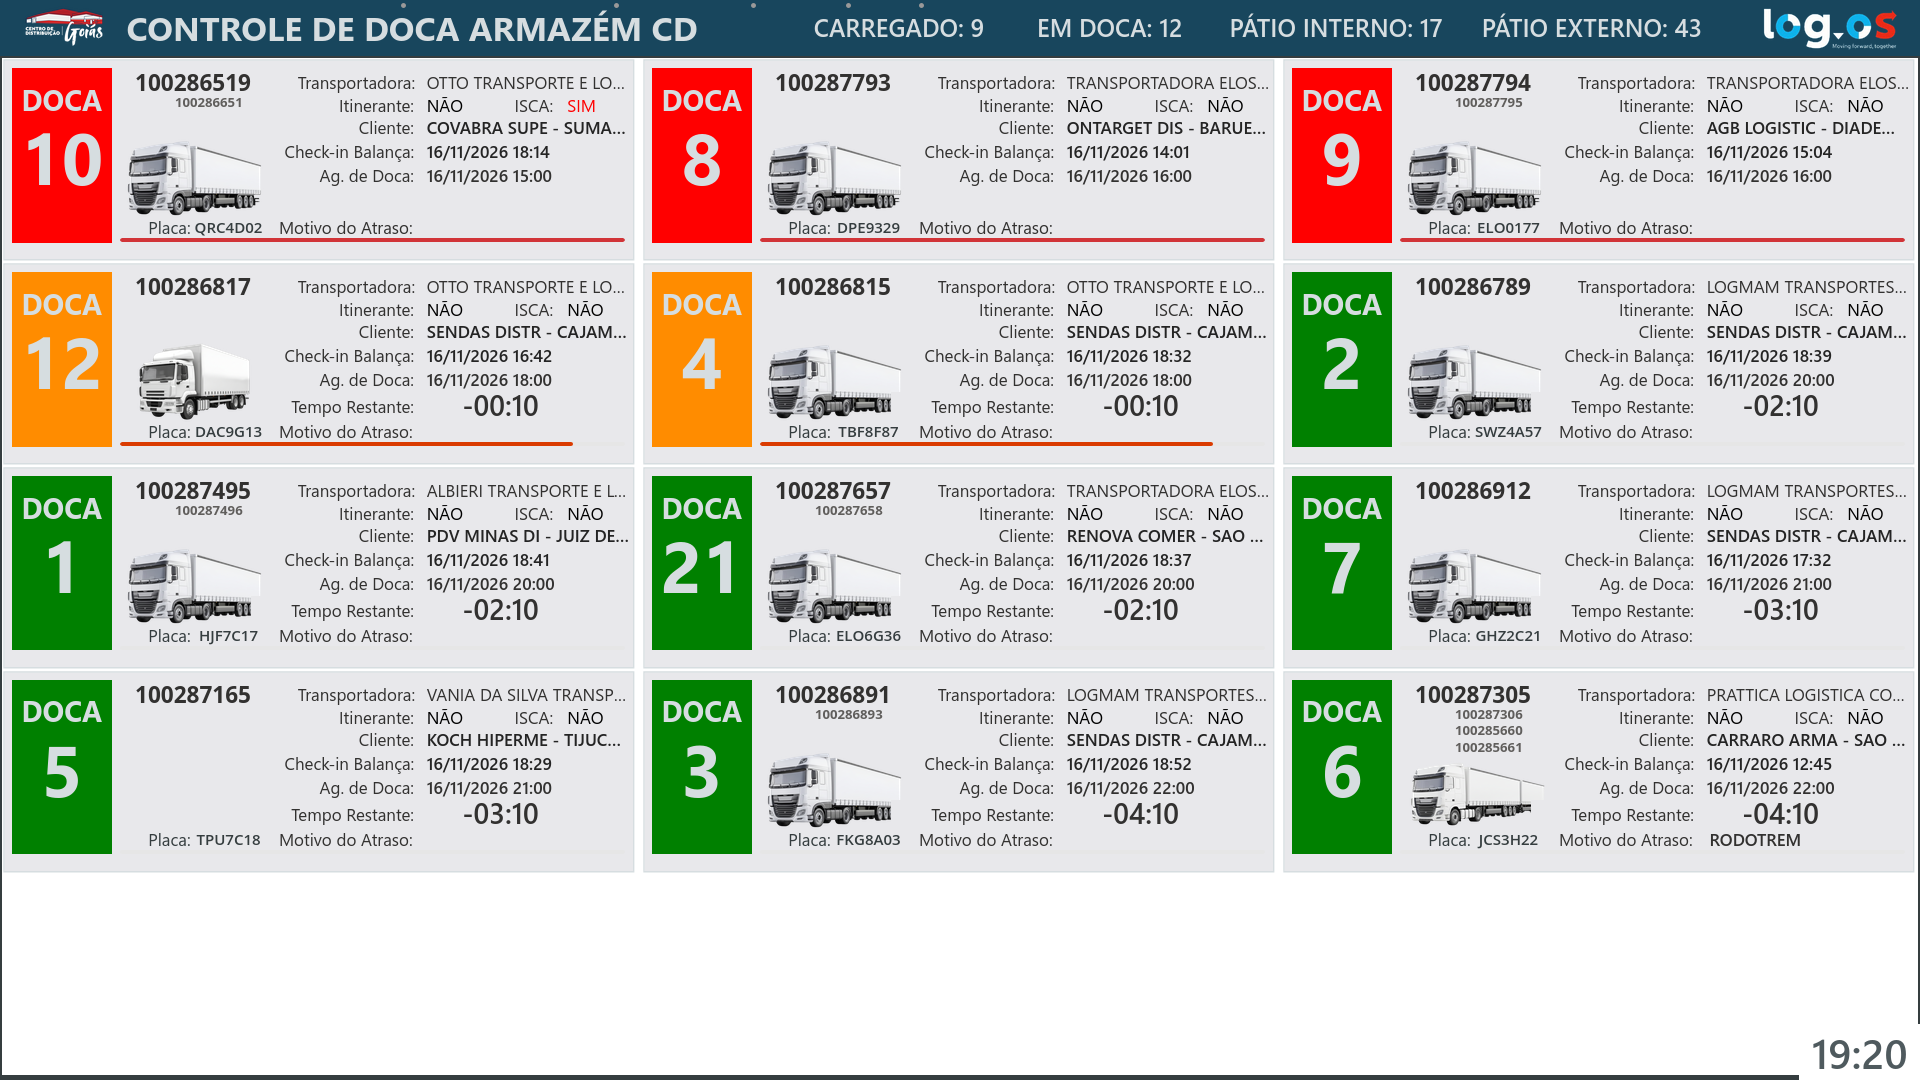 CENTRO DE DISTRIBUIÇÃO Goiás
CONTROLE DE DOCA ARMAZÉM CD
CARREGADO: 9
EM DOCA: 12
PÁTIO INTERNO: 17
PÁTIO EXTERNO: 43
log.os
Moving forward, together
DOCA
10
100286519
100286651
Transportadora: OTTO TRANSPORTE E LO...
Itinerante: NÃO ISCA: SIM
Cliente: COVABRA SUPE - SUMA...
Check-in Balança: 16/11/2026 18:14
Ag. de Doca: 16/11/2026 15:00
Placa: QRC4D02 Motivo do Atraso:
DOCA
8
100287793
Transportadora: TRANSPORTADORA ELOS...
Itinerante: NÃO ISCA: NÃO
Cliente: ONTARGET DIS - BARUE...
Check-in Balança: 16/11/2026 14:01
Ag. de Doca: 16/11/2026 16:00
Placa: DPE9329 Motivo do Atraso:
DOCA
9
100287794
100287795
Transportadora: TRANSPORTADORA ELOS...
Itinerante: NÃO ISCA: NÃO
Cliente: AGB LOGISTIC - DIADE...
Check-in Balança: 16/11/2026 15:04
Ag. de Doca: 16/11/2026 16:00
Placa: ELO0177 Motivo do Atraso:
DOCA
12
100286817
Transportadora: OTTO TRANSPORTE E LO...
Itinerante: NÃO ISCA: NÃO
Cliente: SENDAS DISTR - CAJAM...
Check-in Balança: 16/11/2026 16:42
Ag. de Doca: 16/11/2026 18:00
Tempo Restante: -00:10
Placa: DAC9G13 Motivo do Atraso:
DOCA
4
100286815
Transportadora: OTTO TRANSPORTE E LO...
Itinerante: NÃO ISCA: NÃO
Cliente: SENDAS DISTR - CAJAM...
Check-in Balança: 16/11/2026 18:32
Ag. de Doca: 16/11/2026 18:00
Tempo Restante: -00:10
Placa: TBF8F87 Motivo do Atraso:
DOCA
2
100286789
Transportadora: LOGMAM TRANSPORTES...
Itinerante: NÃO ISCA: NÃO
Cliente: SENDAS DISTR - CAJAM...
Check-in Balança: 16/11/2026 18:39
Ag. de Doca: 16/11/2026 20:00
Tempo Restante: -02:10
Placa: SWZ4A57 Motivo do Atraso:
DOCA
1
100287495
100287496
Transportadora: ALBIERI TRANSPORTE E L...
Itinerante: NÃO ISCA: NÃO
Cliente: PDV MINAS DI - JUIZ DE...
Check-in Balança: 16/11/2026 18:41
Ag. de Doca: 16/11/2026 20:00
Tempo Restante: -02:10
Placa: HJF7C17 Motivo do Atraso:
DOCA
21
100287657
100287658
Transportadora: TRANSPORTADORA ELOS...
Itinerante: NÃO ISCA: NÃO
Cliente: RENOVA COMER - SAO ...
Check-in Balança: 16/11/2026 18:37
Ag. de Doca: 16/11/2026 20:00
Tempo Restante: -02:10
Placa: ELO6G36 Motivo do Atraso:
DOCA
7
100286912
Transportadora: LOGMAM TRANSPORTES...
Itinerante: NÃO ISCA: NÃO
Cliente: SENDAS DISTR - CAJAM...
Check-in Balança: 16/11/2026 17:32
Ag. de Doca: 16/11/2026 21:00
Tempo Restante: -03:10
Placa: GHZ2C21 Motivo do Atraso:
DOCA
5
100287165
Transportadora: VANIA DA SILVA TRANSP...
Itinerante: NÃO ISCA: NÃO
Cliente: KOCH HIPERME - TIJUC...
Check-in Balança: 16/11/2026 18:29
Ag. de Doca: 16/11/2026 21:00
Tempo Restante: -03:10
Placa: TPU7C18 Motivo do Atraso:
DOCA
3
100286891
100286893
Transportadora: LOGMAM TRANSPORTES...
Itinerante: NÃO ISCA: NÃO
Cliente: SENDAS DISTR - CAJAM...
Check-in Balança: 16/11/2026 18:52
Ag. de Doca: 16/11/2026 22:00
Tempo Restante: -04:10
Placa: FKG8A03 Motivo do Atraso:
DOCA
6
100287305
100287306
100285660
100285661
Transportadora: PRATTICA LOGISTICA CO...
Itinerante: NÃO ISCA: NÃO
Cliente: CARRARO ARMA - SAO ...
Check-in Balança: 16/11/2026 12:45
Ag. de Doca: 16/11/2026 22:00
Tempo Restante: -04:10
Placa: JCS3H22 Motivo do Atraso: RODOTREM
19:20